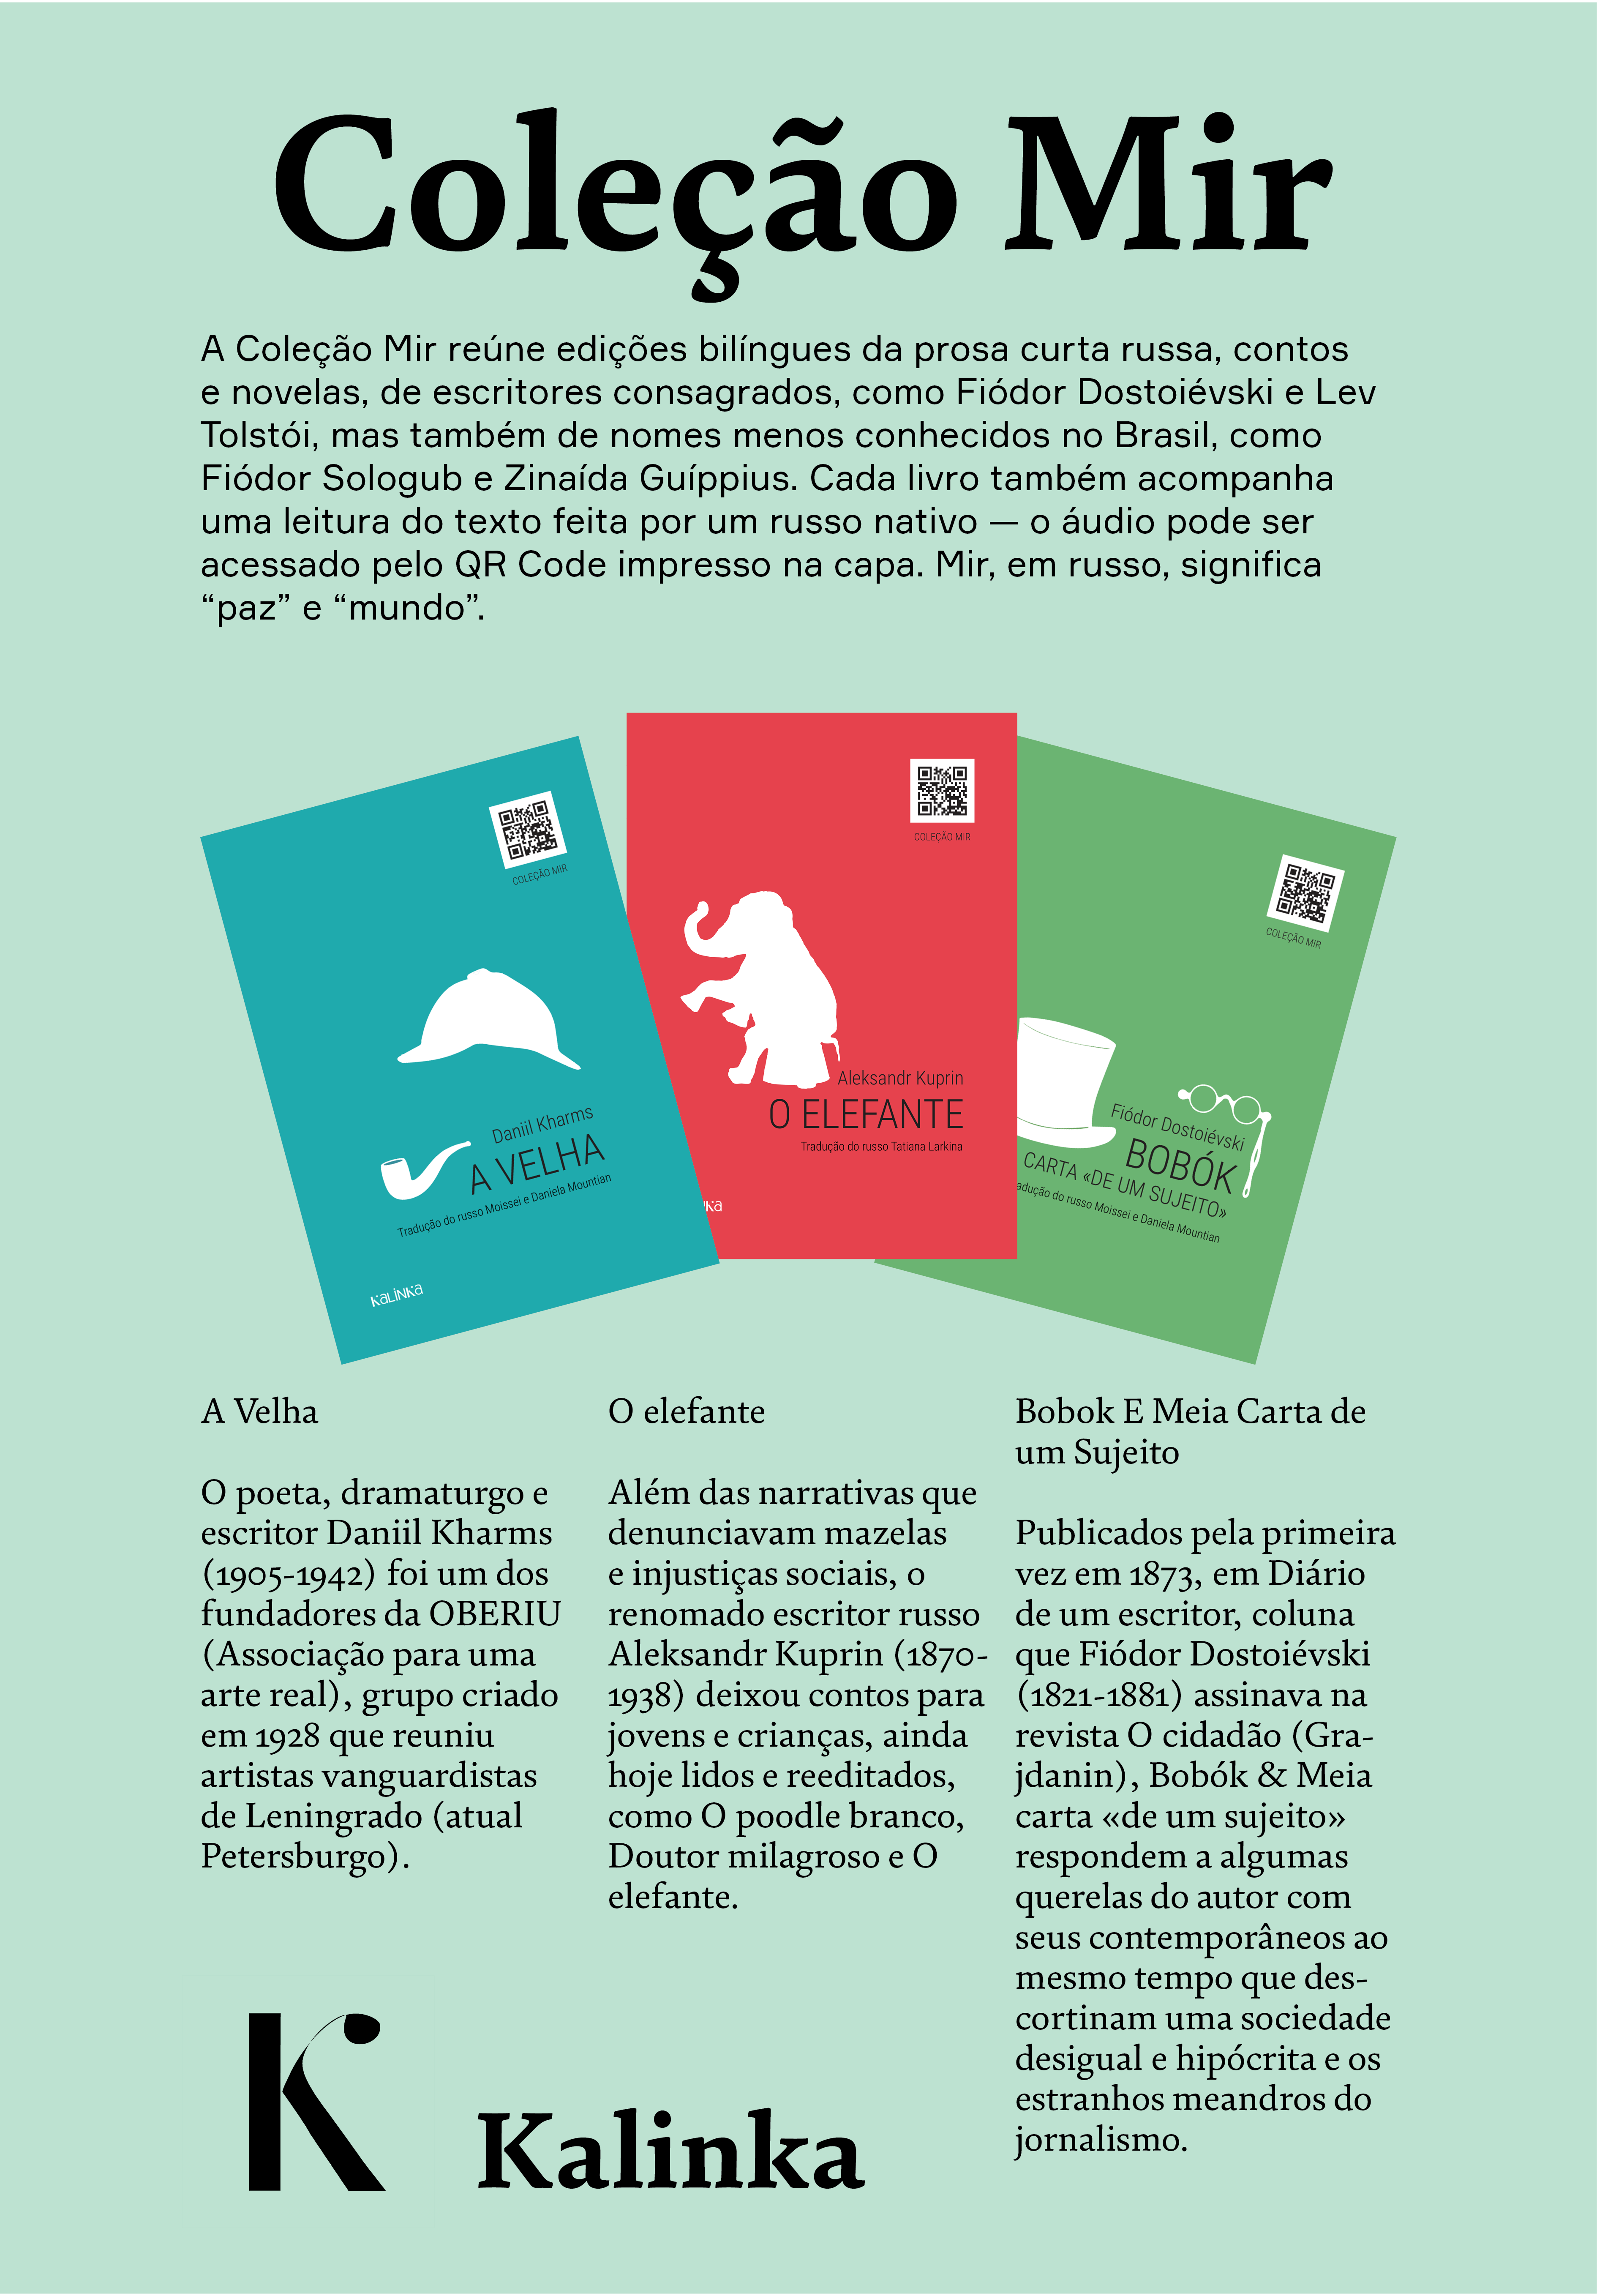 Coleção Mir
A Coleção Mir reúne edições bilíngues da prosa curta russa, contos
e novelas, de escritores consagrados, como Fiódor Dostoiévski e Lev
Tolstói, mas também de nomes menos conhecidos no Brasil, como
Fiódor Sologub e Zinaída Guíppius. Cada livro também acompanha
uma leitura do texto feita por um russo nativo — o áudio pode ser
acessado pelo QR Code impresso na capa. Mir, em russo, significa
“paz” e “mundo”.
COLEÇÃO MIR
Daniil Kharms
A VELHA
Tradução do russo Moissei e Daniela Mountian
KALINKA
COLEÇÃO MIR
Aleksandr Kuprin
O ELEFANTE
Tradução do russo Tatiana Larkina
COLEÇÃO MIR
Fiódor Dostoiévski
BOBÓK
CARTA «DE UM SUJEITO»
do russo Moissei e Daniela Mountian
A Velha
O poeta, dramaturgo e
escritor Daniil Kharms
(1905-1942) foi um dos
fundadores da OBERIU
(Associação para uma
arte real), grupo criado
em 1928 que reuniu
artistas vanguardistas
de Leningrado (atual
Petersburgo).
O elefante
Além das narrativas que
denunciavam mazelas
e injustiças sociais, o
renomado escritor russo
Aleksandr Kuprin (1870-
1938) deixou contos para
jovens e crianças, ainda
hoje lidos e reeditados,
como O poodle branco,
Doutor milagroso e O
elefante.
Bobok E Meia Carta de
um Sujeito
Publicados pela primeira
vez em 1873, em Diário
de um escritor, coluna
que Fiódor Dostoiévski
(1821-1881) assinava na
revista O cidadão (Gra-
jdanin), Bobók & Meia
carta «de um sujeito»
respondem a algumas
querelas do autor com
seus contemporâneos ao
mesmo tempo que des-
cortinam uma sociedade
desigual e hipócrita e os
estranhos meandros do
jornalismo.
K
Kalinka